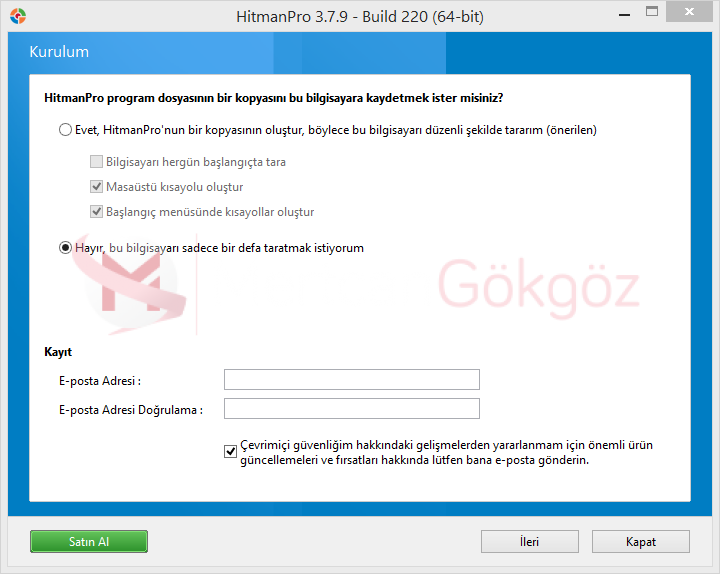 HitmanPro 3.7.9 - Build 220 (64-bit)
Kurulum
HitmanPro program dosyasının bir kopyasını bu bilgisayara kaydetmek ister misiniz?
Evet, HitmanPro'nun bir kopyasının oluştur, böylece bu bilgisayarı düzenli şekilde tararım (önerilen)
Bilgisayarı hergün başlangıçta tara
Masaüstü kısayolu oluştur
Başlangıç menüsünde kısayollar oluştur
Hayır, bu bilgisayarı sadece bir defa taratmak istiyorum
M
Gökgöz
Kayıt
E-posta Adresi :
E-posta Adresi Doğrulama :
Çevrimiçi güvenliğim hakkındaki gelişmelerden yararlanmam için önemli ürün
güncellemeleri ve fırsatları hakkında lütfen bana e-posta gönderin.
Satın Al
İleri
Kapat